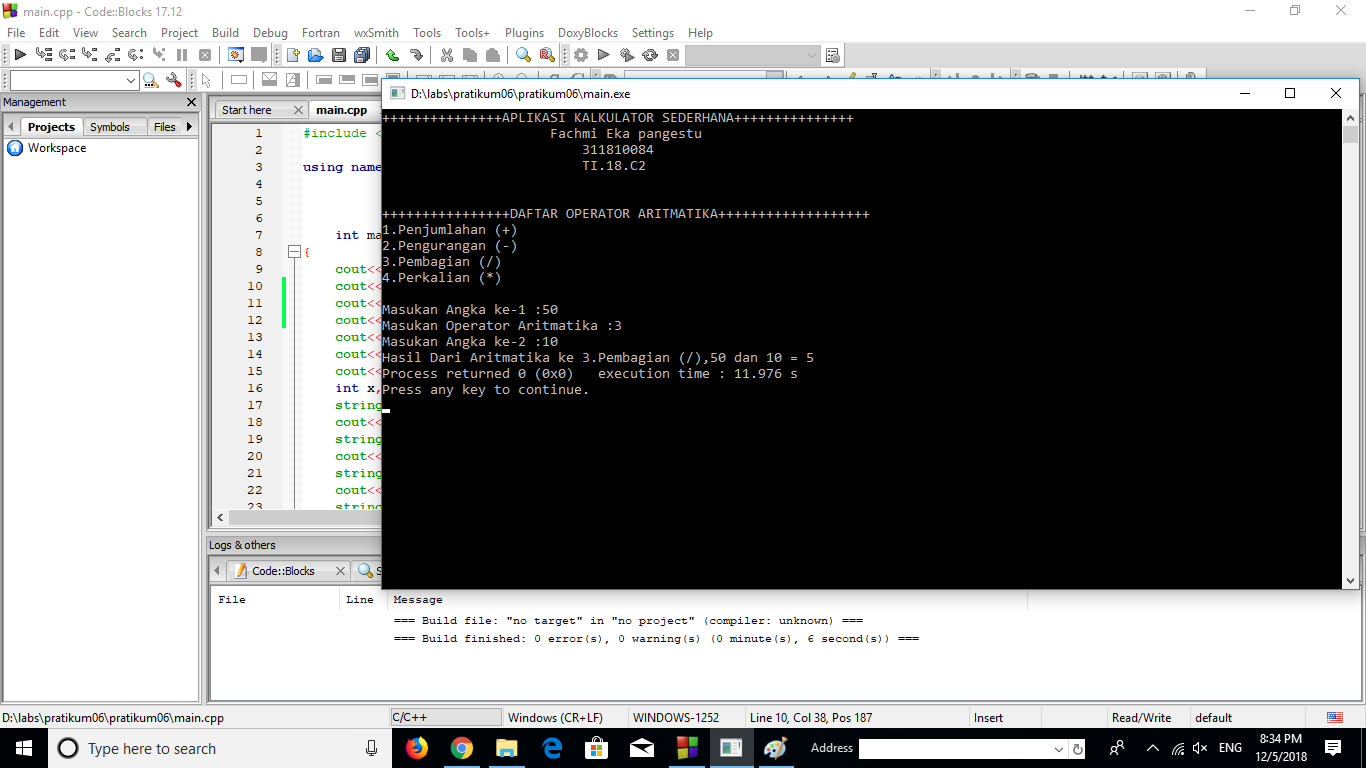 main.cpp - Code::Blocks 17.12
File Edit View Search Project Build Debug Fortran wxSmith Tools Tools+ Plugins DoxyBlocks Settings Help
Management
Projects Symbols Files
Workspace
Start here main.cpp
1 #include <
2
3 using name
4
5
6
7 int ma
8 {
9 cout<<
10 cout<<
11 cout<<
12 cout<<
13 cout<<
14 cout<<
15 cout<<
16 int x,
17 string
18 cout<<
19 string
20 cout<<
21 string
22 cout<<
23 string
D:\labs\pratikum06\pratikum06\main.exe
+++++++++++++++APLIKASI KALKULATOR SEDERHANA+++++++++++++++
Fachmi Eka pangestu
311810084
TI.18.C2
++++++++++++++++DAFTAR OPERATOR ARITMATIKA+++++++++++++++++++
1.Penjumlahan (+)
2.Pengurangan (-)
3.Pembagian (/)
4.Perkalian (*)
Masukan Angka ke-1 :50
Masukan Operator Aritmatika :3
Masukan Angka ke-2 :10
Hasil Dari Aritmatika ke 3.Pembagian (/),50 dan 10 = 5
Process returned 0 (0x0) execution time : 11.976 s
Press any key to continue.
Logs & others
Code::Blocks S
File Line Message
=== Build file: "no target" in "no project" (compiler: unknown) ===
=== Build finished: 0 error(s), 0 warning(s) (0 minute(s), 6 second(s)) ===
D:\labs\pratikum06\pratikum06\main.cpp C/C++ Windows (CR+LF) WINDOWS-1252 Line 10, Col 38, Pos 187 Insert Read/Write default
Type here to search Address ENG 8:34 PM
12/5/2018